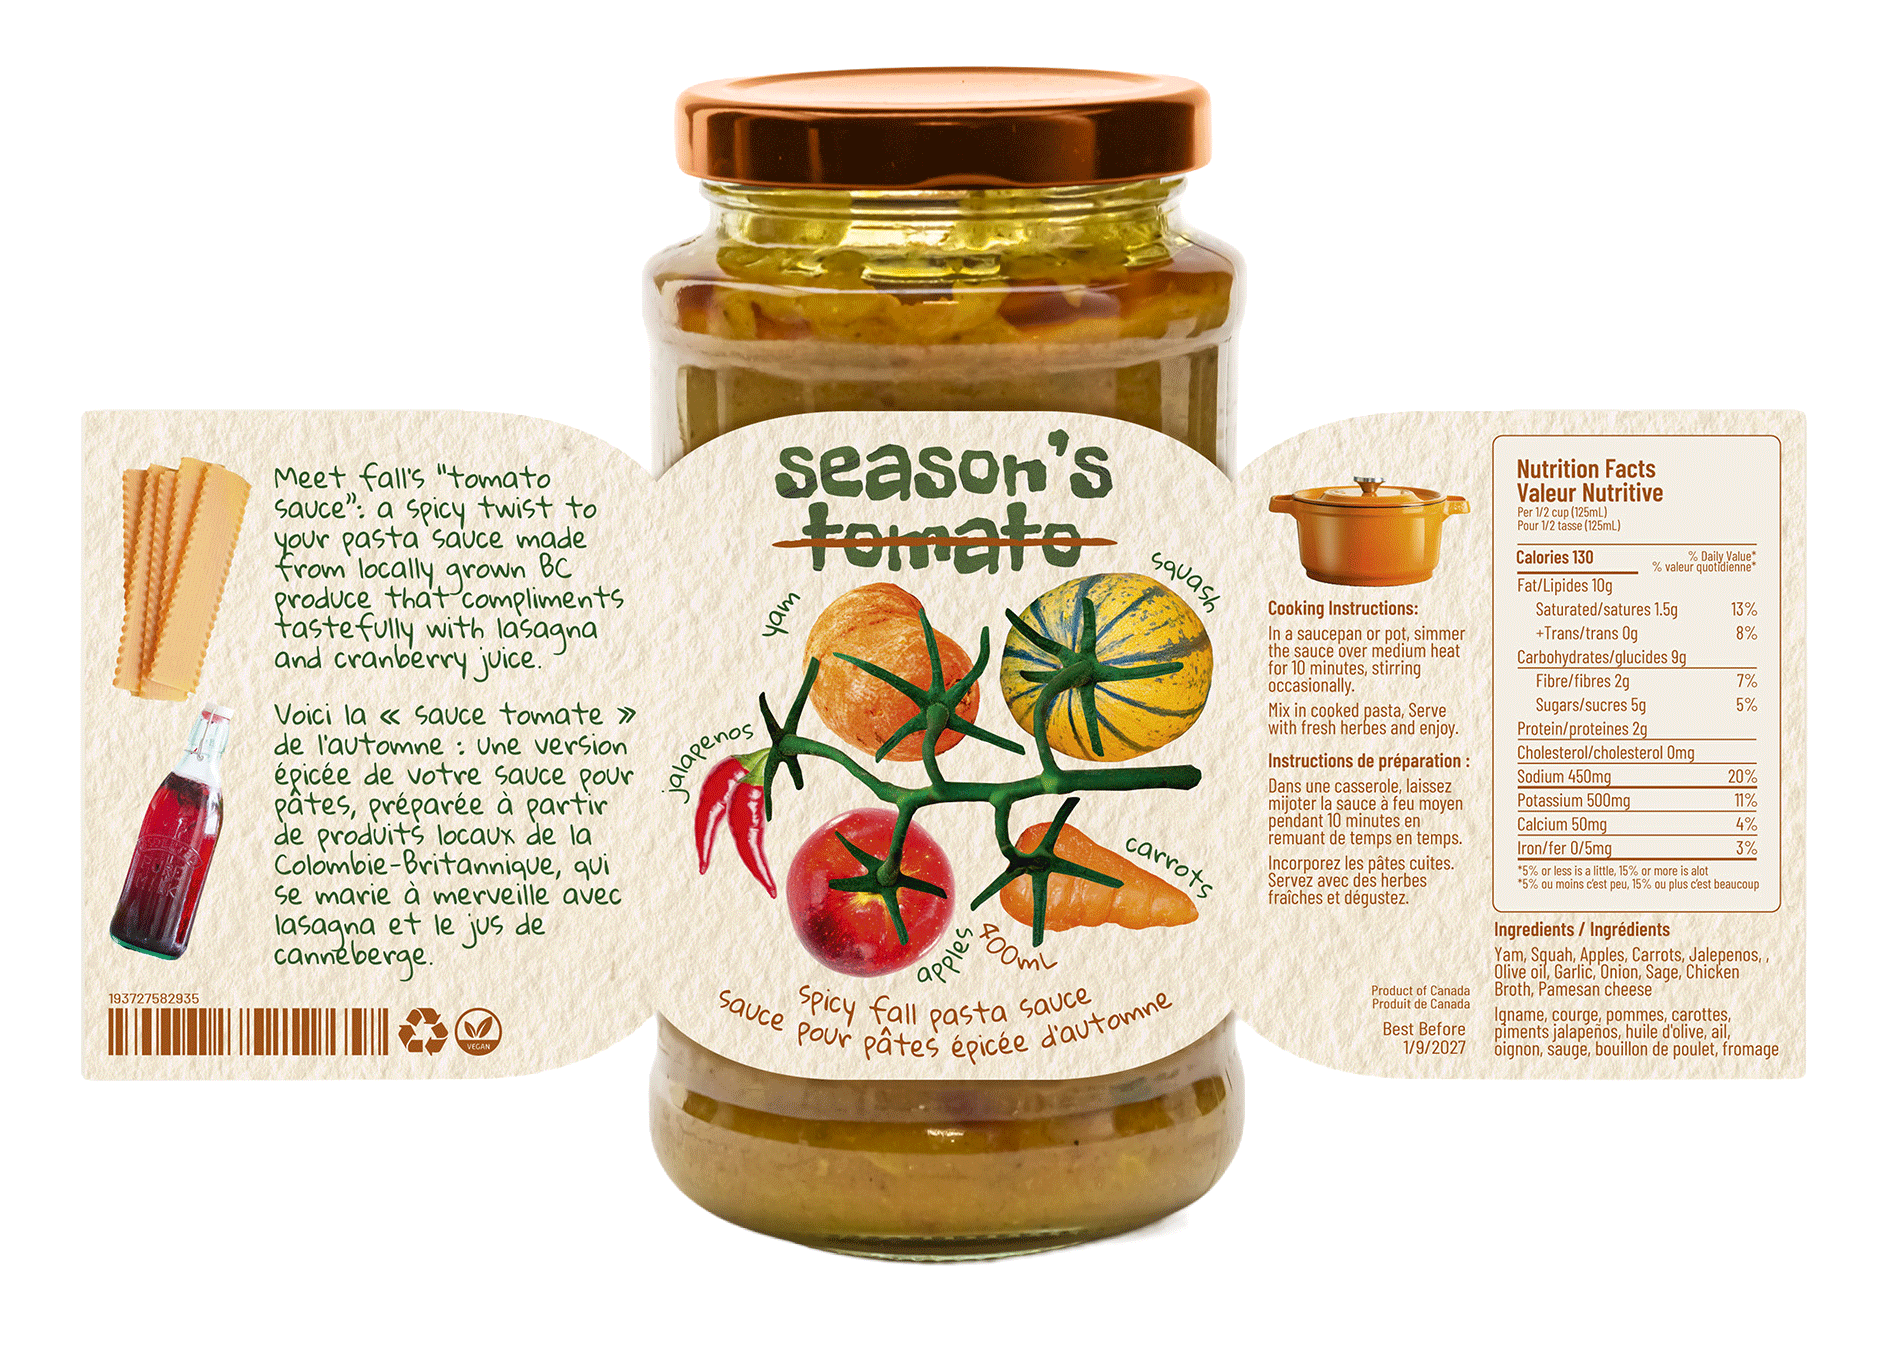 Meet fall's "tomato
sauce": a spicy twist to
your pasta sauce made
from locally grown BC
produce that compliments
tastefully with lasagna
and cranberry juice.
Voici la « sauce tomate »
de l'automne : une version
épicée de votre sauce pour
pâtes, préparée à partir
de produits locaux de la
Colombie-Britannique, qui
se marie à merveille avec
lasagna et le jus de
canneberge.
193727582935
VEGAN
season's
tomato
yam
squash
jalapenos
carrots
apples
400mL
spicy fall pasta sauce
sauce pour pâtes épicée d'automne
Cooking Instructions:
In a saucepan or pot, simmer
the sauce over medium heat
for 10 minutes, stirring
occasionally.
Mix in cooked pasta, Serve
with fresh herbes and enjoy.
Instructions de préparation :
Dans une casserole, laissez
mijoter la sauce à feu moyen
pendant 10 minutes en
remuant de temps en temps.
Incorporez les pâtes cuites.
Servez avec des herbes
fraîches et dégustez.
Product of Canada
Produit de Canada
Best Before
1/9/2027
Nutrition Facts
Valeur Nutritive
Per 1/2 cup (125mL)
Pour 1/2 tasse (125mL)
Calories 130 % Daily Value*
% valeur quotidienne*
Fat/Lipides 10g
Saturated/satures 1.5g 13%
+Trans/trans 0g 8%
Carbohydrates/glucides 9g
Fibre/fibres 2g 7%
Sugars/sucres 5g 5%
Protein/proteines 2g
Cholesterol/cholesterol 0mg
Sodium 450mg 20%
Potassium 500mg 11%
Calcium 50mg 4%
Iron/fer 0/5mg 3%
*5% or less is a little, 15% or more is alot
*5% ou moins c'est peu, 15% ou plus c'est beaucoup
Ingredients / Ingrédients
Yam, Squah, Apples, Carrots, Jalepenos, ,
Olive oil, Garlic, Onion, Sage, Chicken
Broth, Pamesan cheese
Igname, courge, pommes, carottes,
piments jalapeños, huile d'olive, ail,
oignon, sauge, bouillon de poulet, fromage